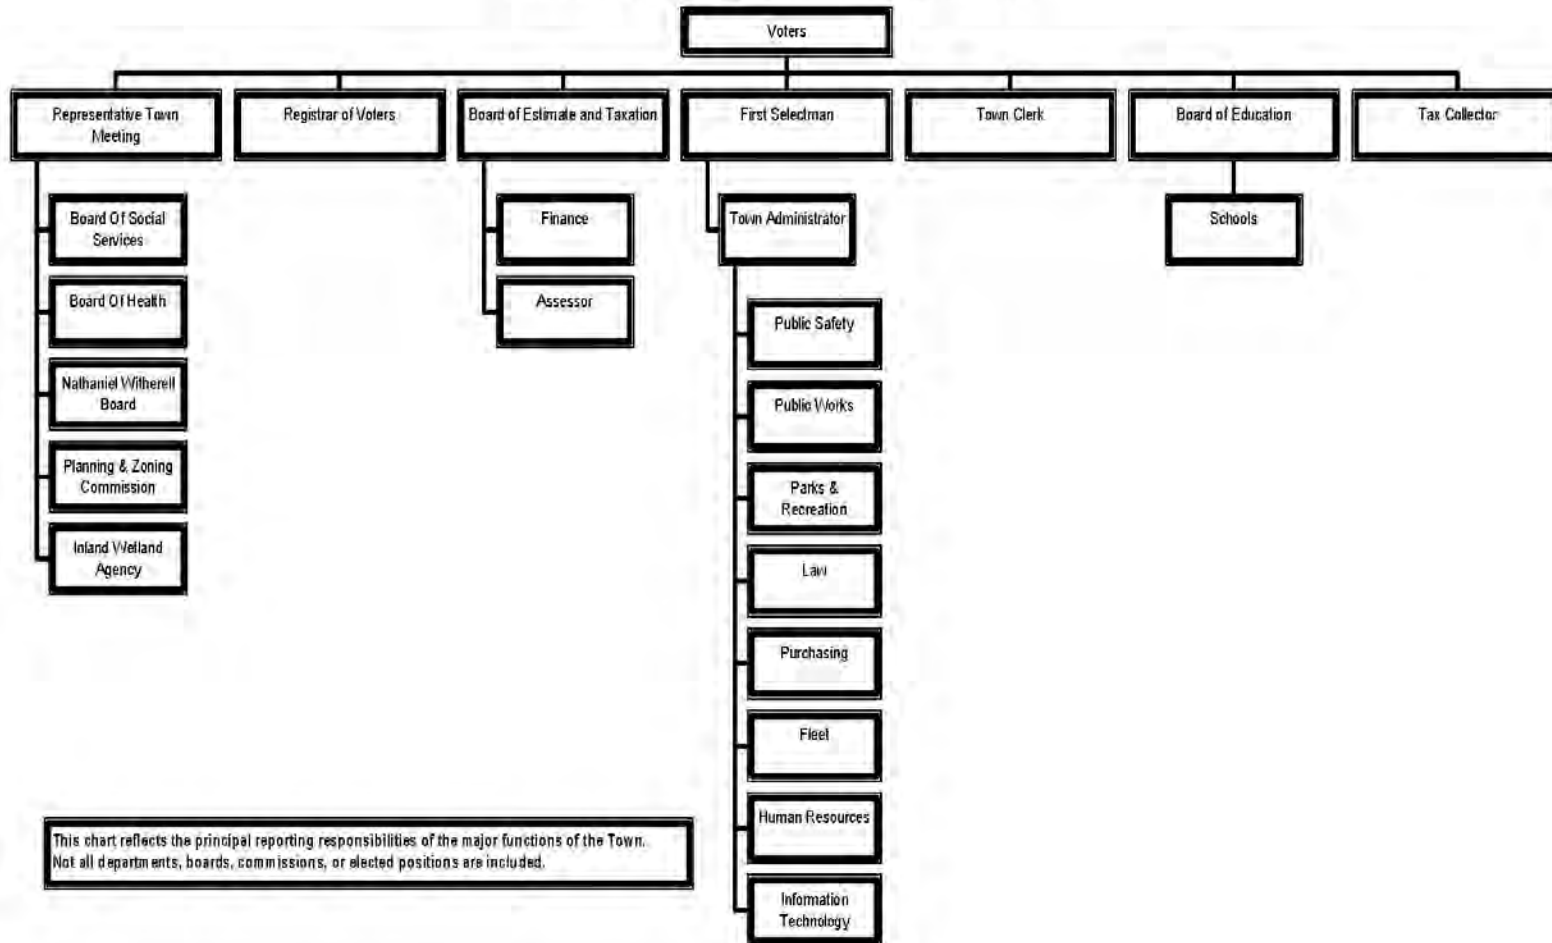 Voters
Representative Town
Meeting
Registrar of Voters
Board of Estimate and Taxation
First Selectman
Town Clerk
Board of Education
Tax Collector
Board Of Social
Services
Board Of Health
Nathaniel Witherell
Board
Planning & Zoning
Commission
Inland Wetland
Agency
Finance
Assessor
Town Administrator
Public Safety
Public Works
Parks &
Recreation
Law
Purchasing
Fleet
Human Resources
Information
Technology
Schools
This chart reflects the principal reporting responsibilities of the major functions of the Town.
Not all departments, boards, commissions, or elected positions are included.